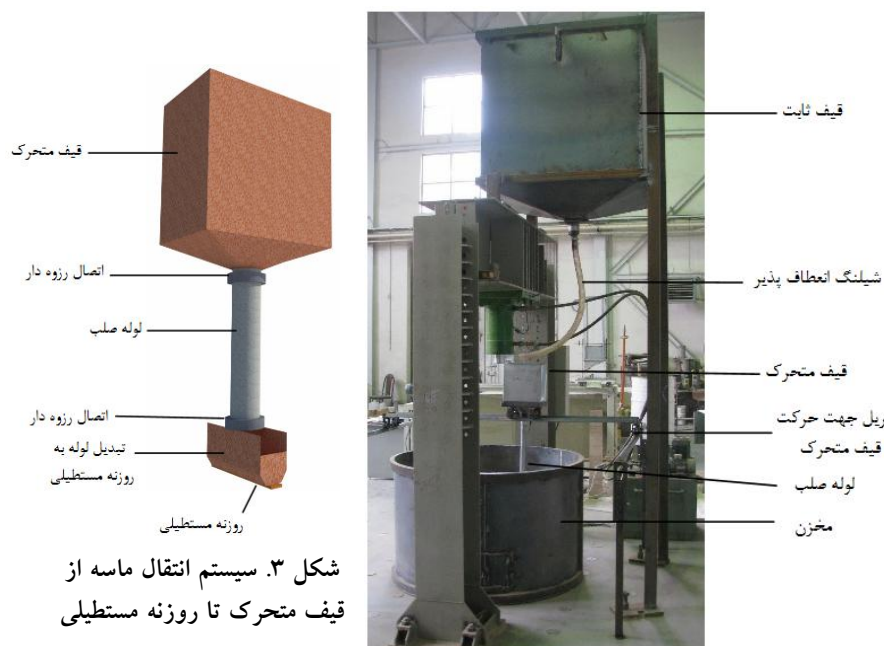 قیف متحرک
اتصال رزوه دار
لوله صلب
اتصال رزوه دار
تبدیل لوله به
روزنه مستطیلی
روزنه مستطیلی
شکل ۳. سیستم انتقال ماسه از
قیف متحرک تا روزنه مستطیلی
قیف ثابت
شیلنگ انعطاف پذیر
قیف متحرک
ریل جهت حرکت
قیف متحرک
لوله صلب
مخزن